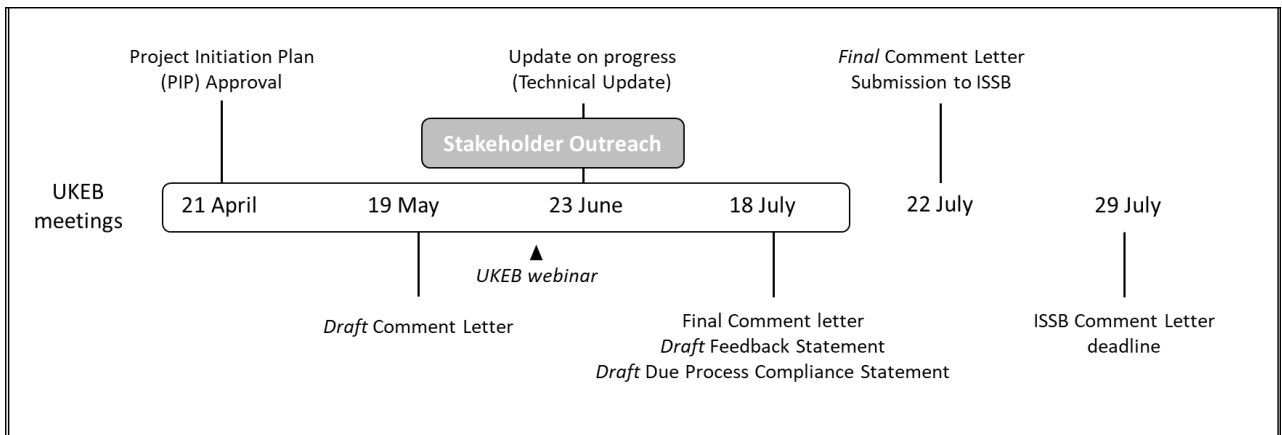 Project Initiation Plan
(PIP) Approval
Update on progress
(Technical Update)
Final Comment Letter
Submission to ISSB
Stakeholder Outreach
UKEB
meetings
21 April
19 May
23 June
18 July
22 July
29 July
UKEB webinar
Draft Comment Letter
Final Comment letter
Draft Feedback Statement
Draft Due Process Compliance Statement
ISSB Comment Letter
deadline